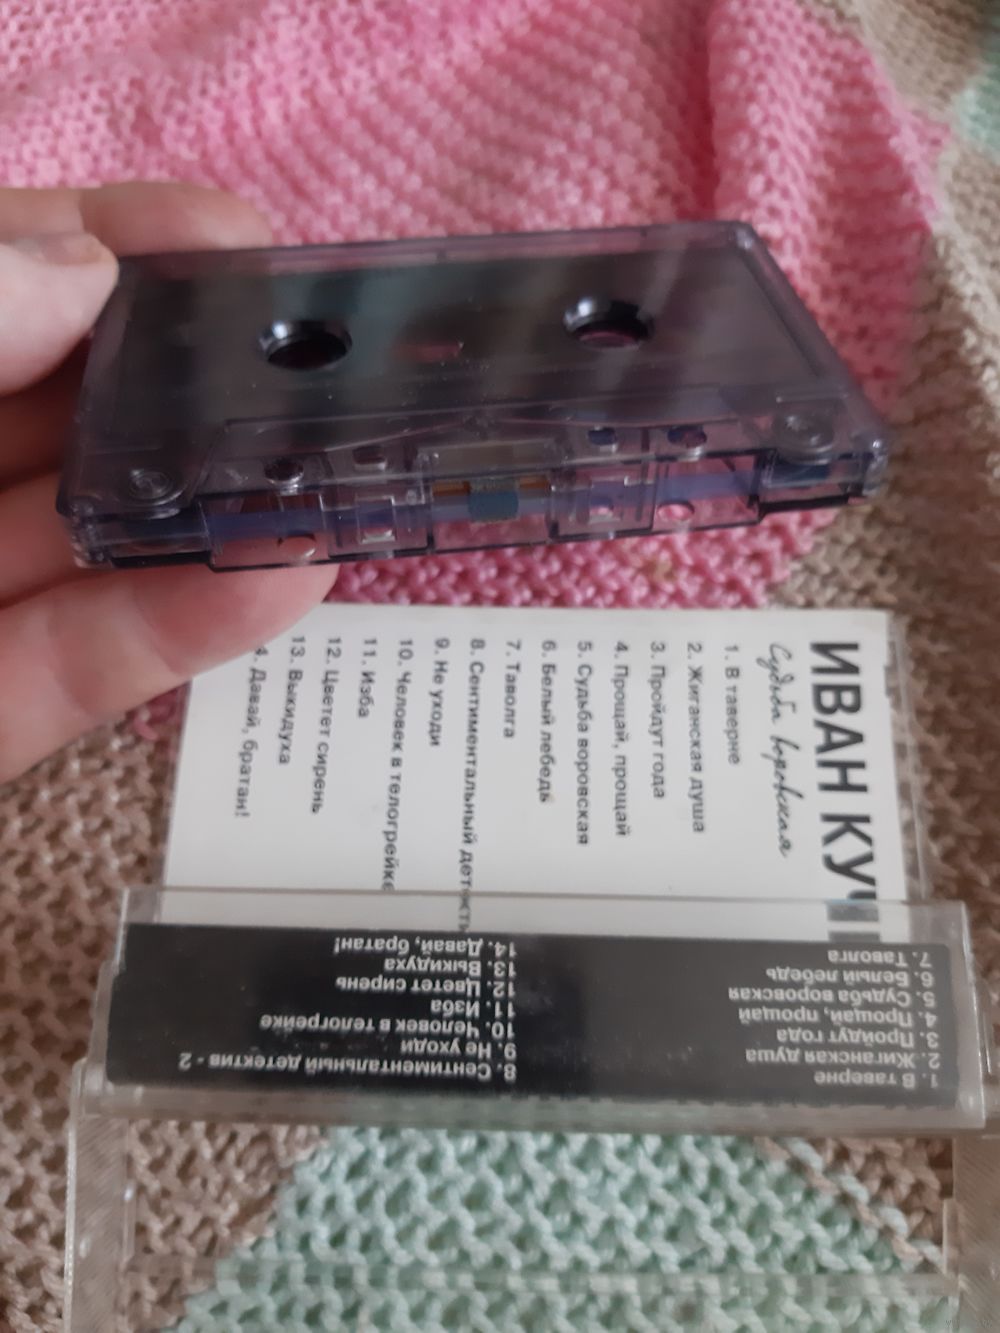 ИВАН КУЧ
Судьба воровская
1. В таверне
2. Жиганская душа
3. Пройдут года
4. Прощай, прощай
5. Судьба воровская
6. Белый лебедь
7. Таволга
8. Сентиментальный детекти
9. Не уходи
10. Человек в телогрейке
11. Изба
12. Цветет сирень
13. Выкидуха
4. Давай, братан!
1. В таверне
2. Жиганская душа
3. Пройдут года
4. Прощай, прощай
5. Судьба воровская
6. Белый лебедь
7. Таволга
8. Сентиментальный детектив - 2
9. Не уходи
10. Человек в телогрейке
11. Изба
12. Цветет сирень
13. Выкидуха
14. Давай, братан!